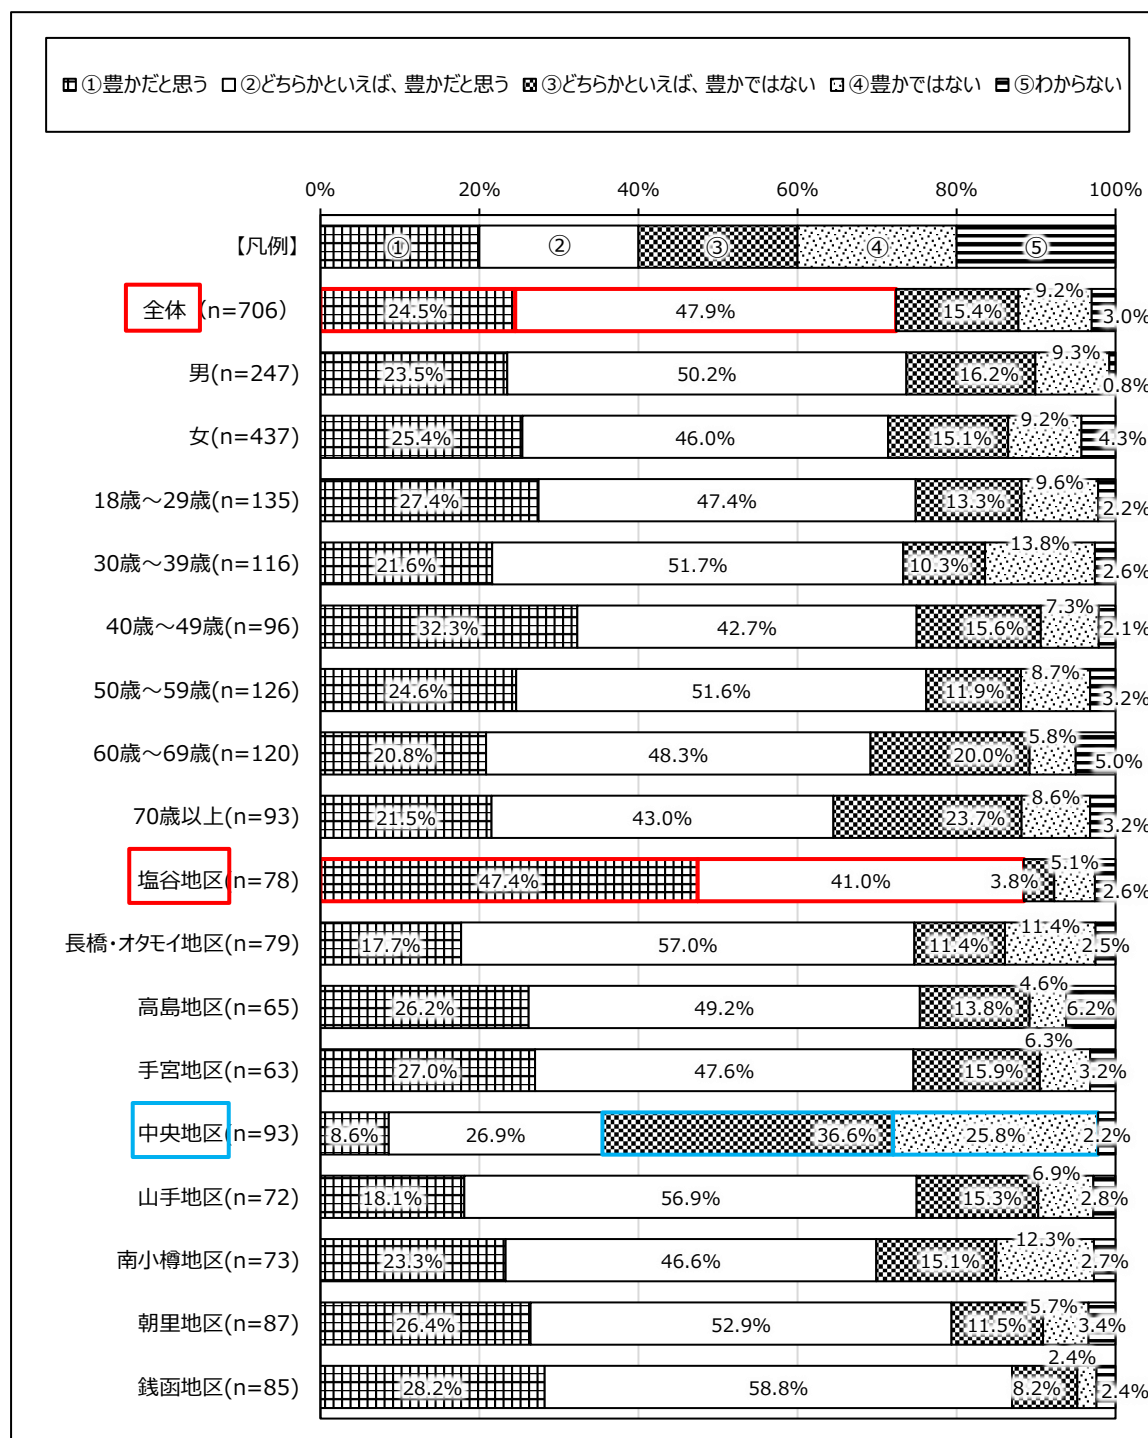 ①豊かだと思う ②どちらかといえば、豊かだと思う ③どちらかといえば、豊かではない ④豊かではない ⑤わからない
0% 20% 40% 60% 80% 100%
【凡例】 ① ② ③ ④ ⑤
全体 (n=706) 24.5% 47.9% 15.4% 9.2% 3.0%
男(n=247) 23.5% 50.2% 16.2% 9.3% 0.8%
女(n=437) 25.4% 46.0% 15.1% 9.2% 4.3%
18歳～29歳(n=135) 27.4% 47.4% 13.3% 9.6% 2.2%
30歳～39歳(n=116) 21.6% 51.7% 10.3% 13.8% 2.6%
40歳～49歳(n=96) 32.3% 42.7% 15.6% 7.3% 2.1%
50歳～59歳(n=126) 24.6% 51.6% 11.9% 8.7% 3.2%
60歳～69歳(n=120) 20.8% 48.3% 20.0% 5.8% 5.0%
70歳以上(n=93) 21.5% 43.0% 23.7% 8.6% 3.2%
塩谷地区(n=78) 47.4% 41.0% 3.8% 5.1% 2.6%
長橋・オタモイ地区(n=79) 17.7% 57.0% 11.4% 11.4% 2.5%
高島地区(n=65) 26.2% 49.2% 13.8% 4.6% 6.2%
手宮地区(n=63) 27.0% 47.6% 15.9% 6.3% 3.2%
中央地区(n=93) 8.6% 26.9% 36.6% 25.8% 2.2%
山手地区(n=72) 18.1% 56.9% 15.3% 6.9% 2.8%
南小樽地区(n=73) 23.3% 46.6% 15.1% 12.3% 2.7%
朝里地区(n=87) 26.4% 52.9% 11.5% 5.7% 3.4%
銭函地区(n=85) 28.2% 58.8% 8.2% 2.4% 2.4%